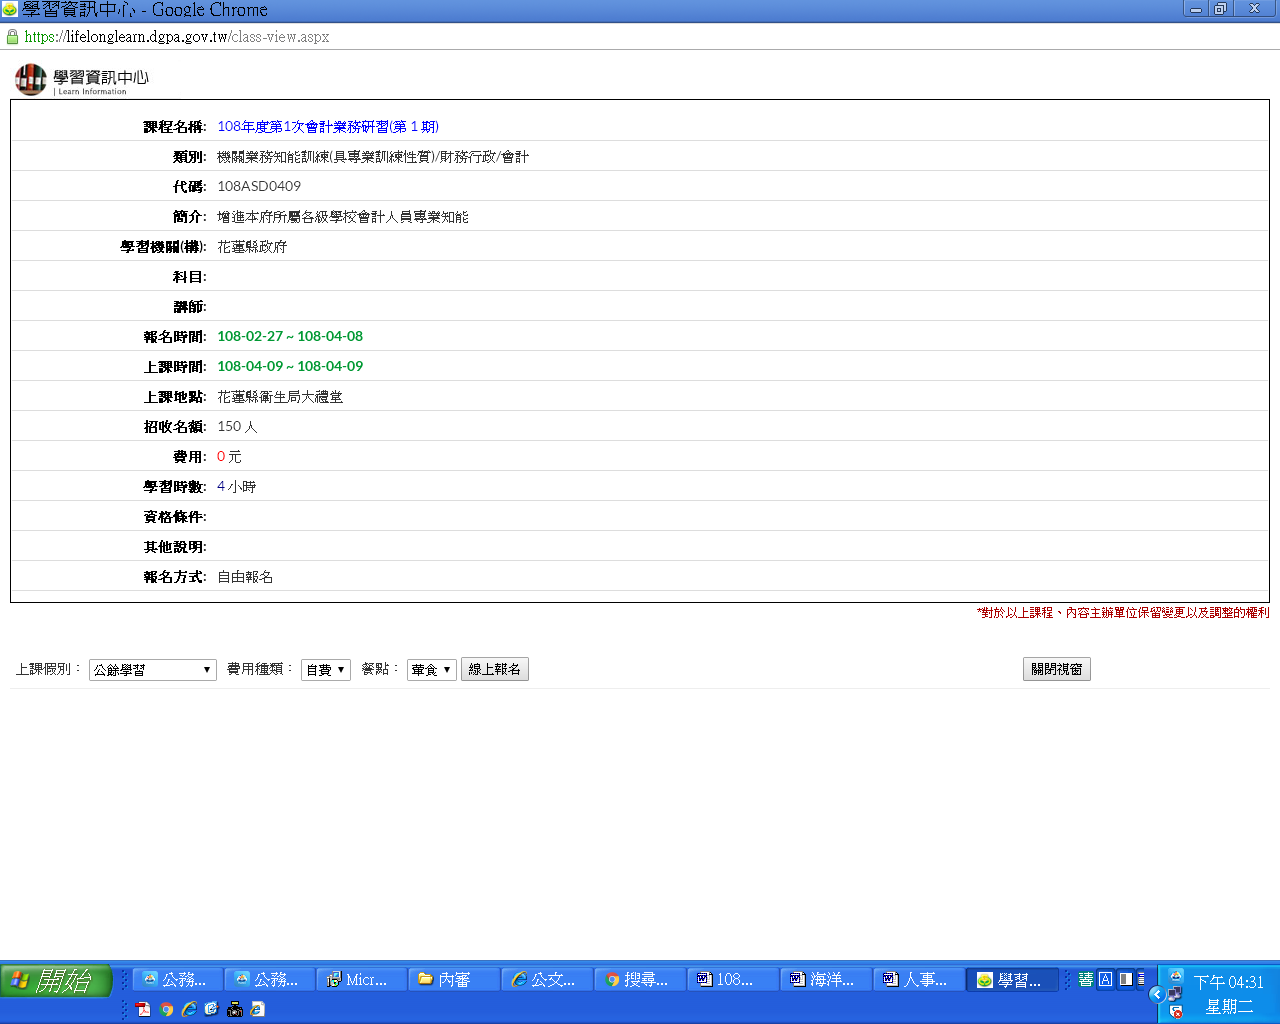 學習資訊中心 - Google Chrome
https://lifelonglearn.dgpa.gov.tw/class-view.aspx
學習資訊中心
| Learn Information
課程名稱: 108年度第1次會計業務研習(第 1 期)
類別: 機關業務知能訓練(具專業訓練性質)/財務行政/會計
代碼: 108ASD0409
簡介: 增進本府所屬各級學校會計人員專業知能
學習機關(構): 花蓮縣政府
科目:
講師:
報名時間: 108-02-27 ~ 108-04-08
上課時間: 108-04-09 ~ 108-04-09
上課地點: 花蓮縣衛生局大禮堂
招收名額: 150 人
費用: 0 元
學習時數: 4 小時
資格條件:
其他說明:
報名方式: 自由報名
*對於以上課程、內容主辦單位保留變更以及調整的權利
上課假別： 公餘學習 費用種類： 自費 餐點： 葷食 線上報名 關閉視窗
開始 公務... 公務... Micr... 內審 公文... 搜尋... 108... 海洋... 人事... 學習... A 下午 04:31
星期二